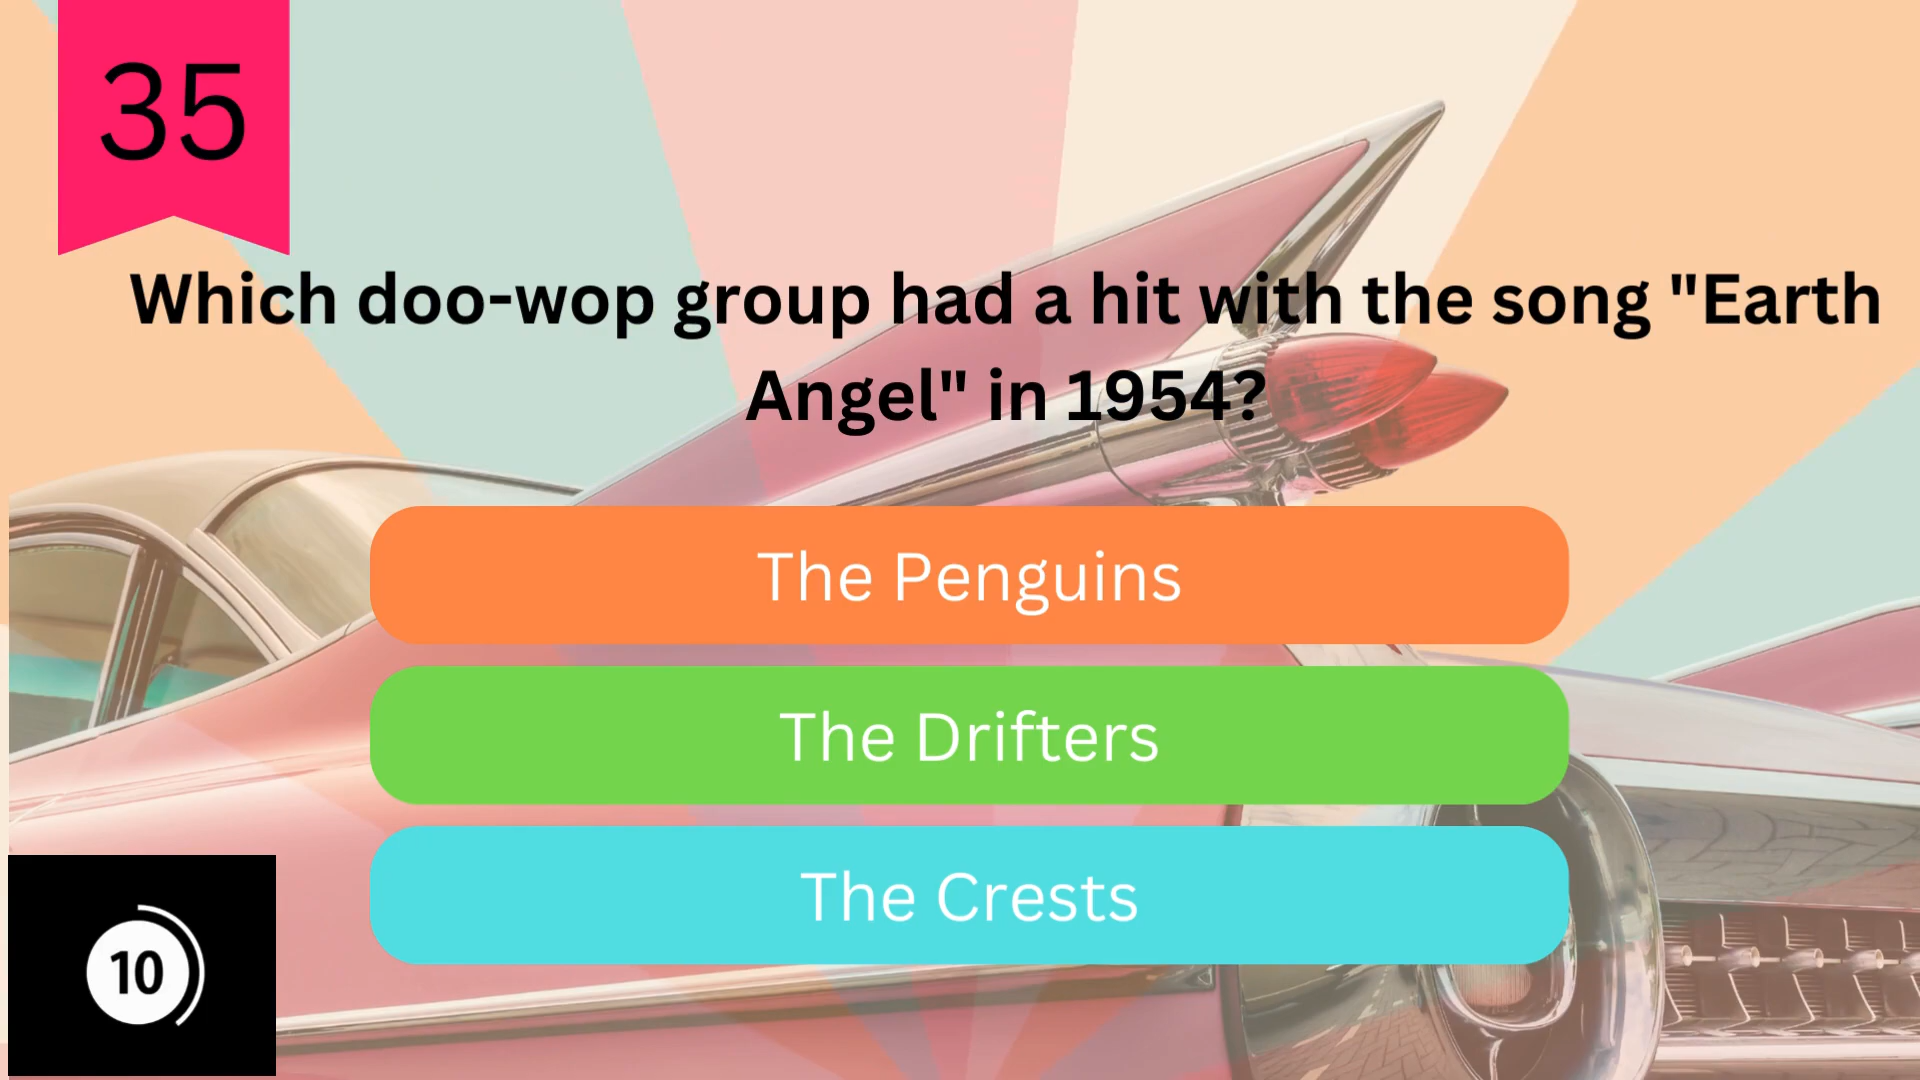 35
Which doo-wop group had a hit with the song "Earth
Angel" in 1954?
The Penguins
The Drifters
The Crests
10